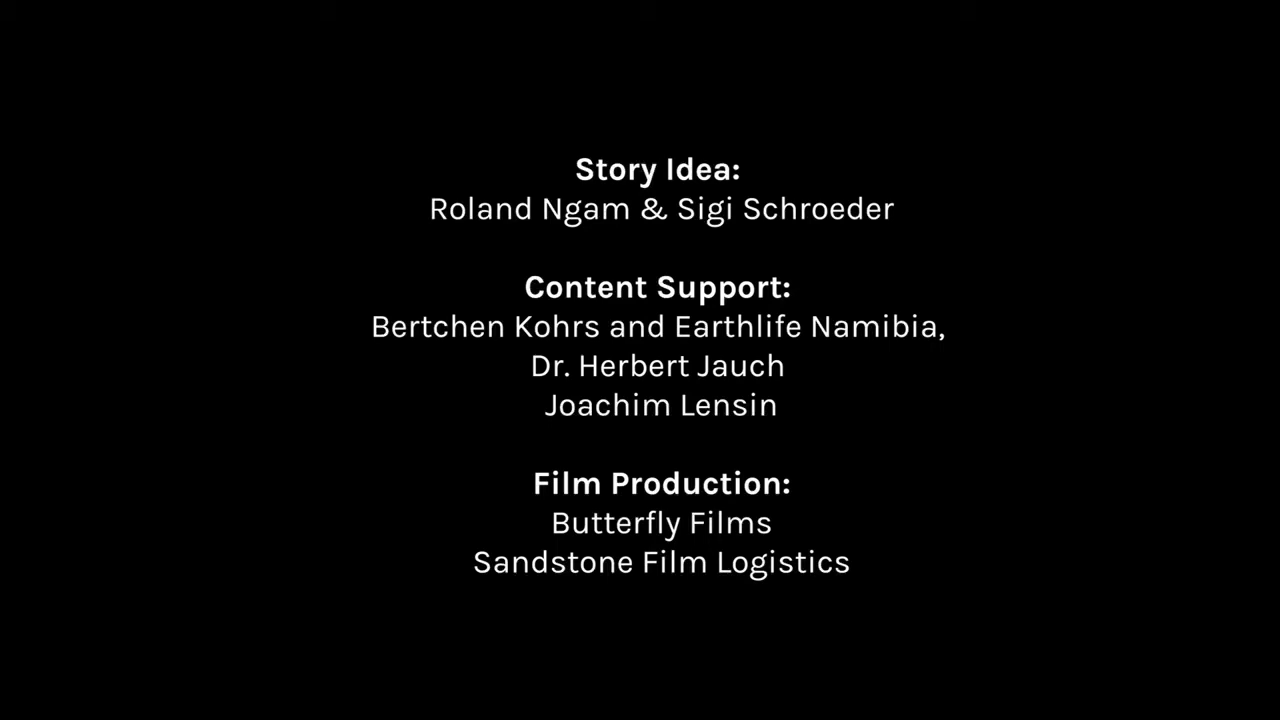 Story Idea:
Roland Ngam & Sigi Schroeder
Content Support:
Bertchen Kohrs and Earthlife Namibia,
Dr. Herbert Jauch
Joachim Lensin
Film Production:
Butterfly Films
Sandstone Film Logistics